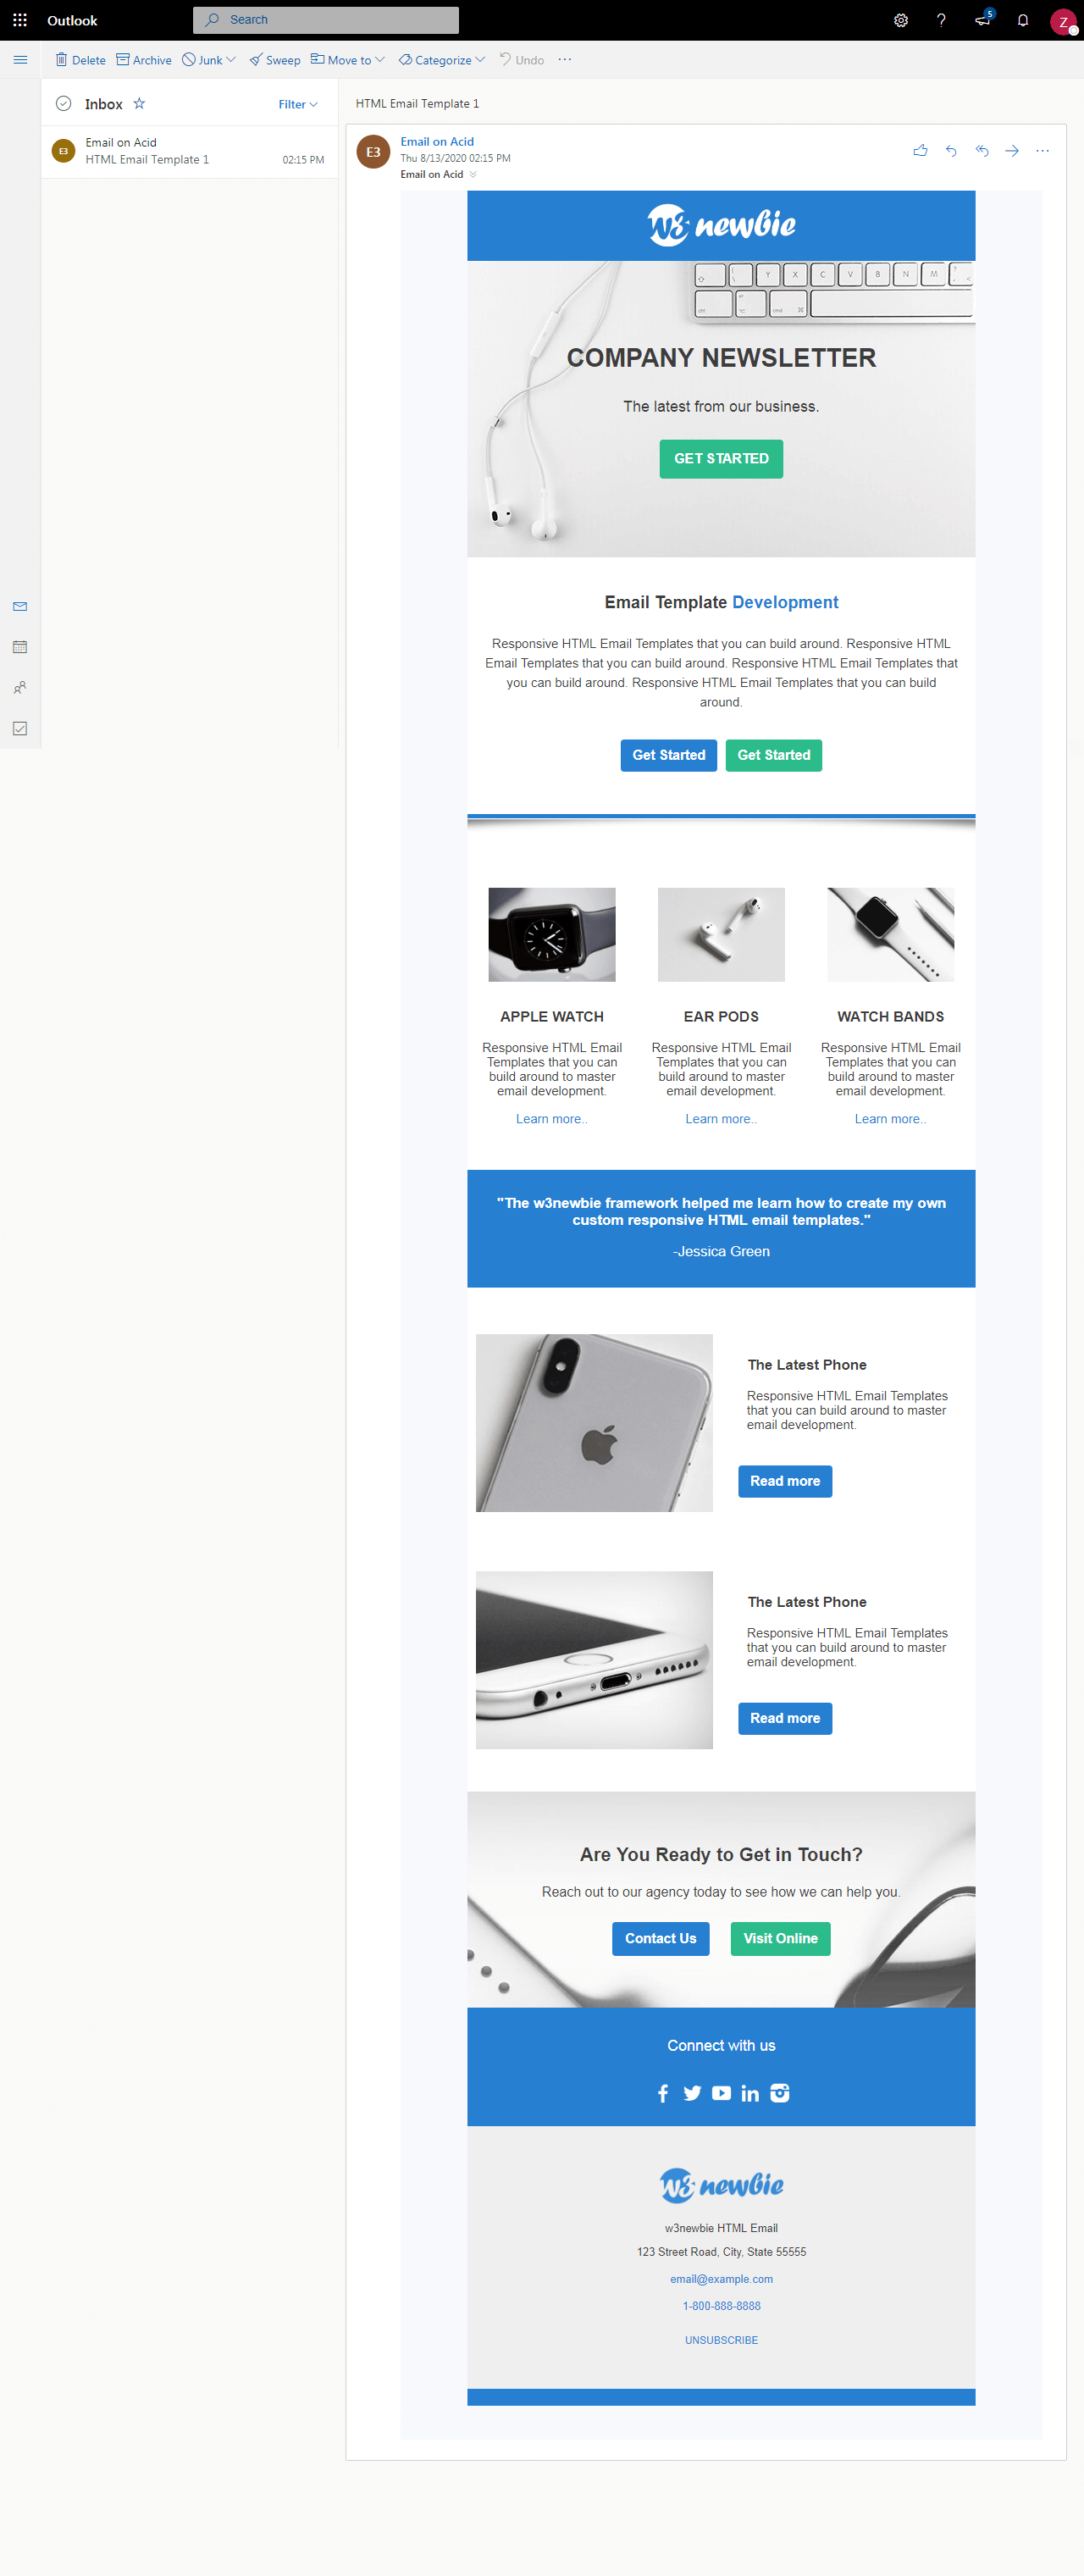 Outlook
Search
5
Z
Delete
Archive
Junk
Sweep
Move to
Categorize
Undo
Inbox
Filter
E3
Email on Acid
HTML Email Template 1
02:15 PM
HTML Email Template 1
E3
Email on Acid
Thu 8/13/2020 02:15 PM
Email on Acid
w3 newbie
Y X C V B N M
COMPANY NEWSLETTER
The latest from our business.
GET STARTED
Email Template Development
Responsive HTML Email Templates that you can build around. Responsive HTML
Email Templates that you can build around. Responsive HTML Email Templates that
you can build around. Responsive HTML Email Templates that you can build
around.
Get Started
Get Started
APPLE WATCH
Responsive HTML Email
Templates that you can
build around to master
email development.
Learn more..
EAR PODS
Responsive HTML Email
Templates that you can
build around to master
email development.
Learn more..
WATCH BANDS
Responsive HTML Email
Templates that you can
build around to master
email development.
Learn more..
"The w3newbie framework helped me learn how to create my own
custom responsive HTML email templates."
-Jessica Green
The Latest Phone
Responsive HTML Email Templates
that you can build around to master
email development.
Read more
The Latest Phone
Responsive HTML Email Templates
that you can build around to master
email development.
Read more
Are You Ready to Get in Touch?
Reach out to our agency today to see how we can help you.
Contact Us
Visit Online
Connect with us
w3 newbie
w3newbie HTML Email
123 Street Road, City, State 55555
email@example.com
1-800-888-8888
UNSUBSCRIBE